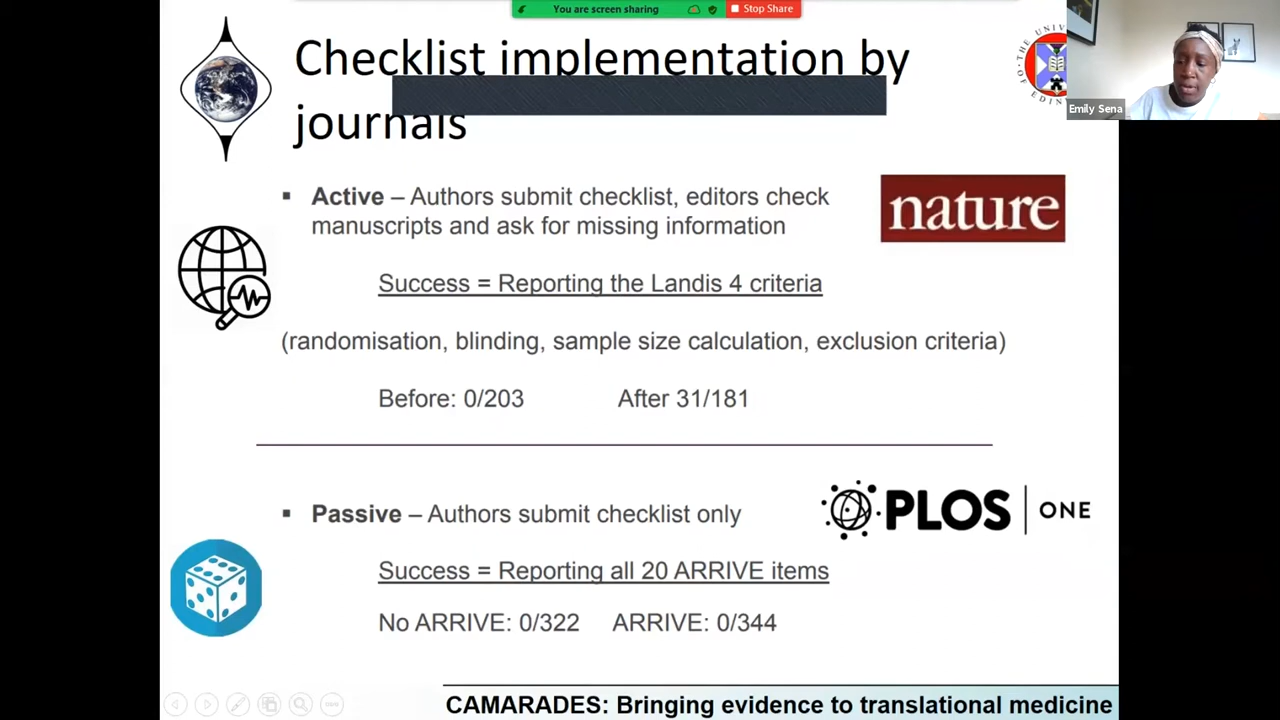 You are screen sharing
Stop Share
Checklist implementation by
journals
Emily Sena
▪ Active – Authors submit checklist, editors check
manuscripts and ask for missing information
nature
Success = Reporting the Landis 4 criteria
(randomisation, blinding, sample size calculation, exclusion criteria)
Before: 0/203 After 31/181
▪ Passive – Authors submit checklist only
PLOS ONE
Success = Reporting all 20 ARRIVE items
No ARRIVE: 0/322 ARRIVE: 0/344
CAMARADES: Bringing evidence to translational medicine